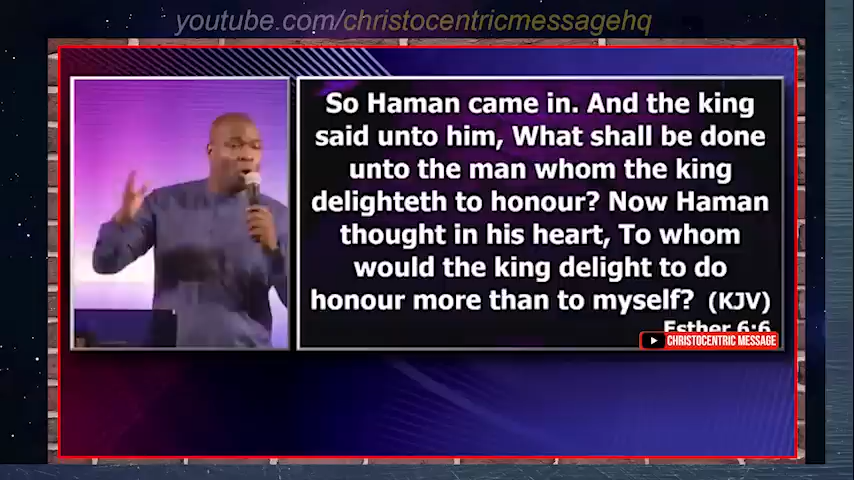 youtube.com/christocentricmessagehq
So Haman came in. And the king
said unto him, What shall be done
unto the man whom the king
delighteth to honour? Now Haman
thought in his heart, To whom
would the king delight to do
honour more than to myself? (KJV)
Esther 6:6
CHRISTOCENTRIC MESSAGE